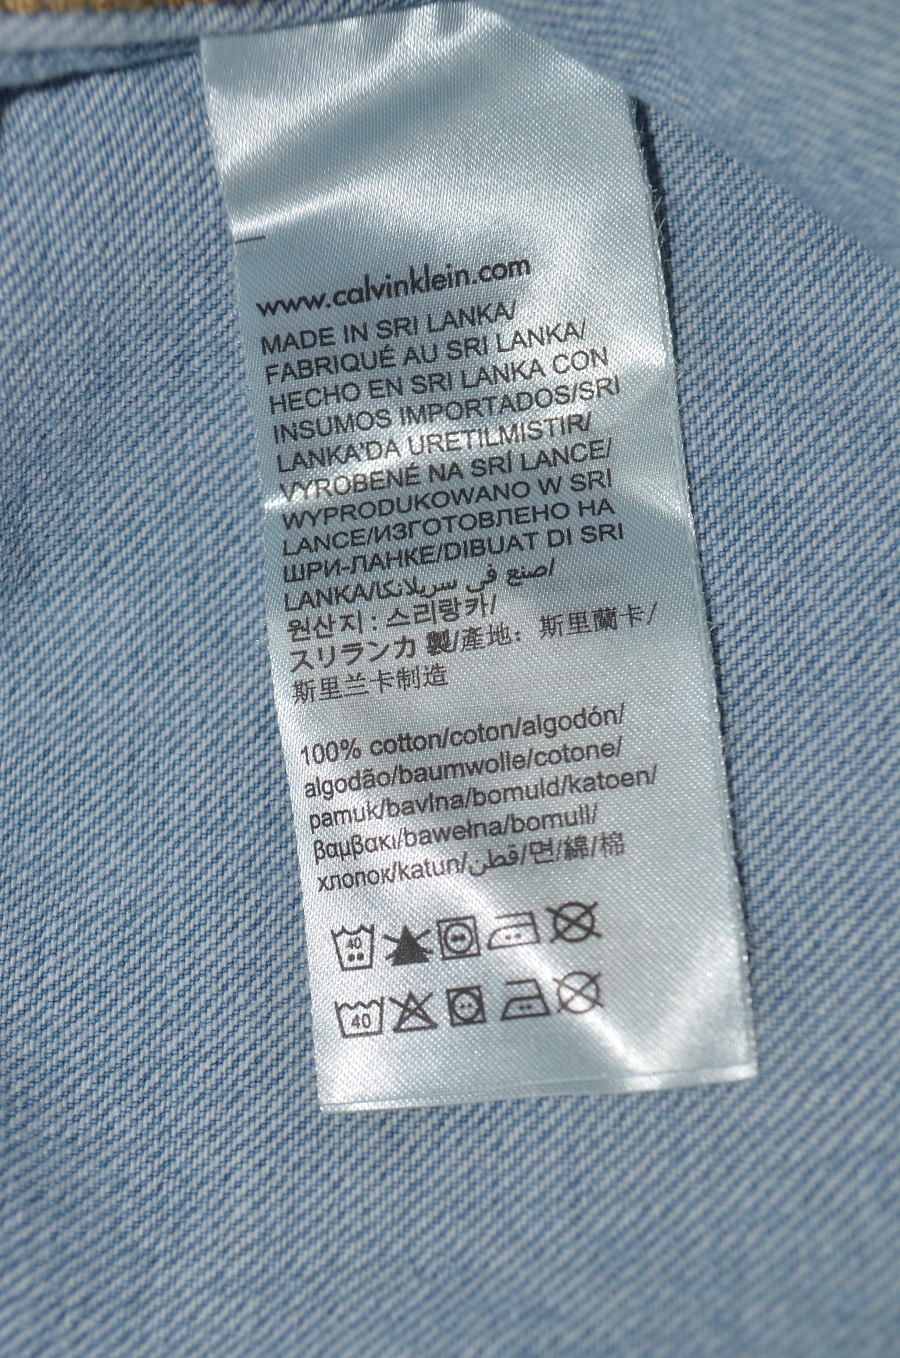 www.calvinklein.com
MADE IN SRI LANKA/
FABRIQUÉ AU SRI LANKA/
HECHO EN SRI LANKA CON
INSUMOS IMPORTADOS/SRI
LANKA'DA URETILMISTIR/
VYROBENÉ NA SRÍ LANCE/
WYPRODUKOWANO W SRI
LANCE/ИЗГОТОВЛЕНО НА
ШРИ-ЛАНКЕ/DIBUAT DI SRI
LANKA/صنع في سريلانكا/
원산지 : 스리랑카/
スリランカ 製/產地：斯里蘭卡/
斯里兰卡制造
100% cotton/coton/algodón/
algodão/baumwolle/cotone/
pamuk/bavlna/bomuld/katoen/
βαμβακι/bawełna/bomull/
хлопок/katun/قطن/면/綿/棉
40
40